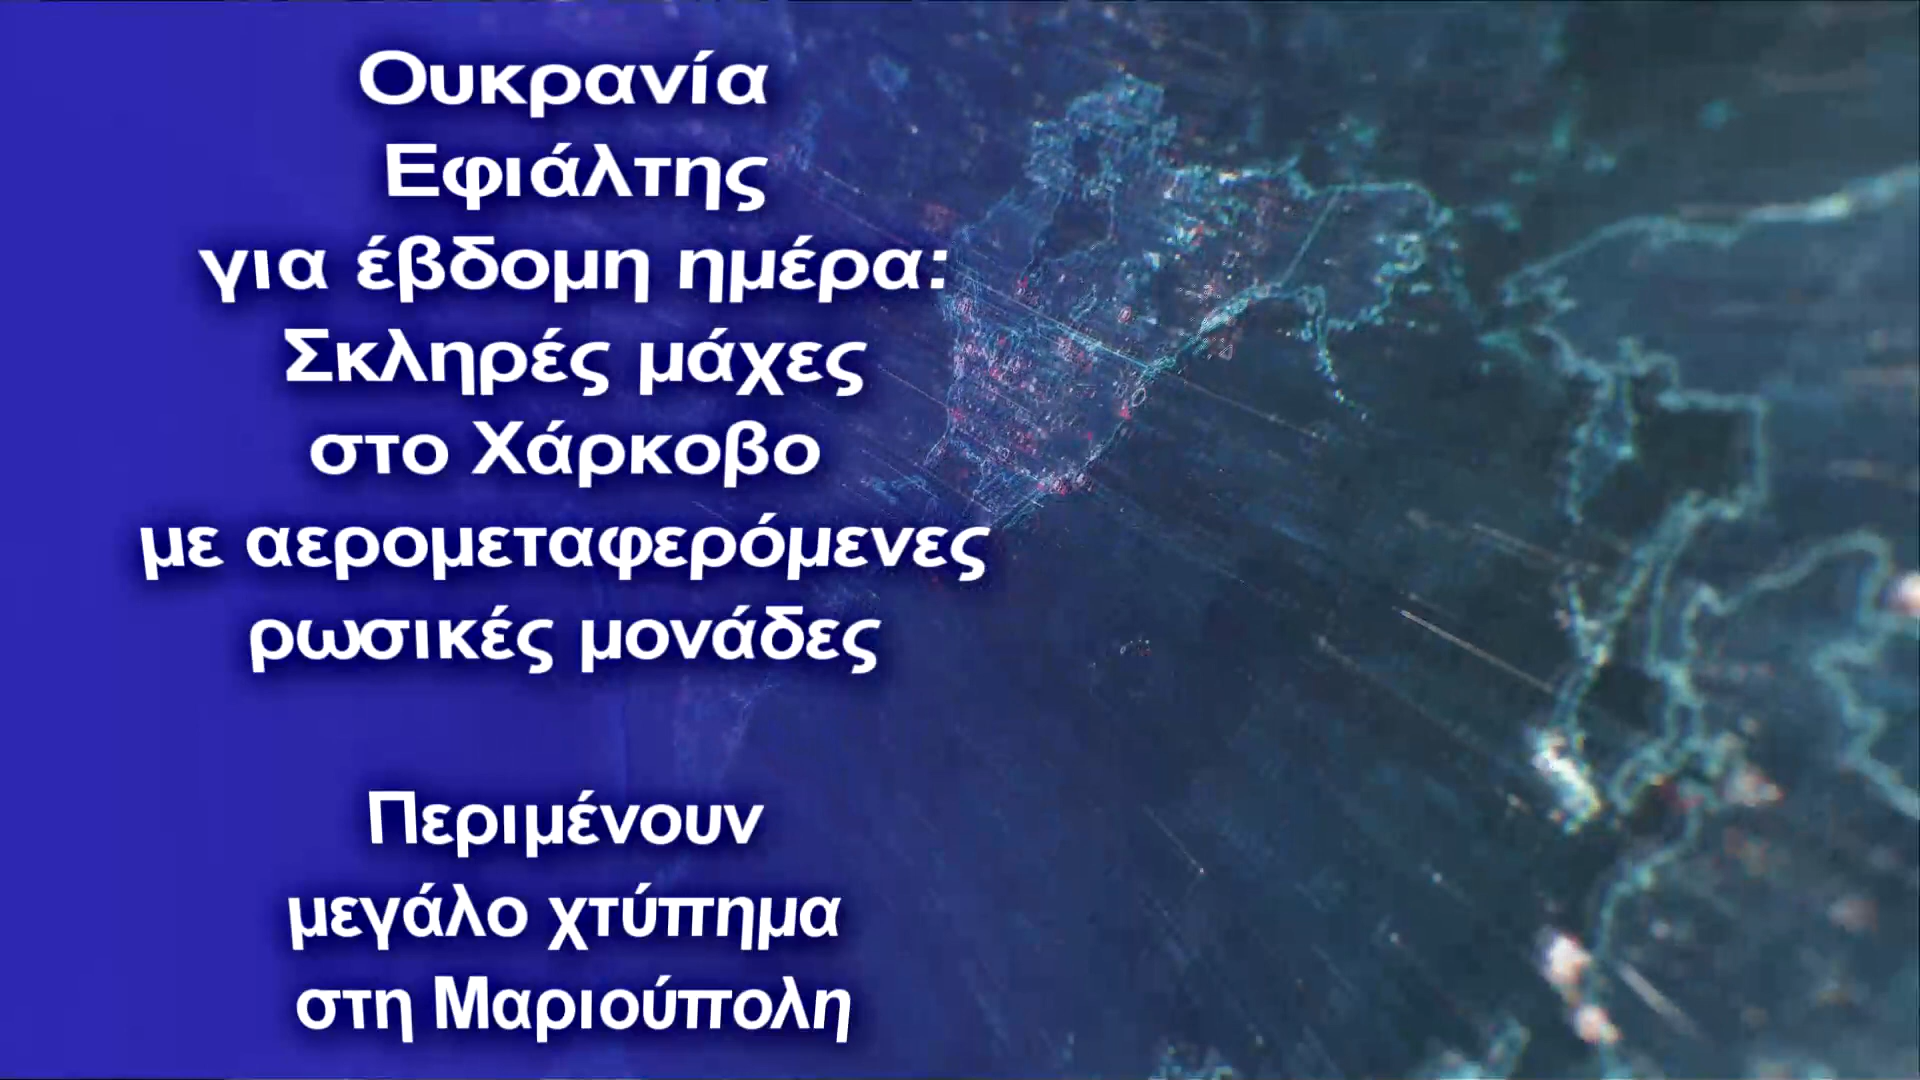 Ουκρανία
Εφιάλτης
για έβδομη ημέρα:
Σκληρές μάχες
στο Χάρκοβο
με αερομεταφερόμενες
ρωσικές μονάδες
Περιμένουν
μεγάλο χτύπημα
στη Μαριούπολη